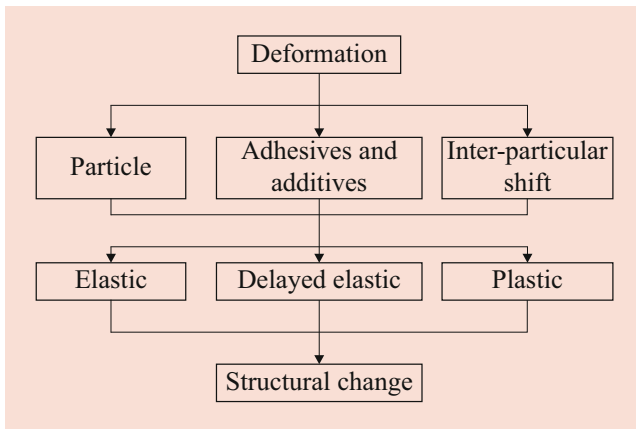 Deformation
Particle
Adhesives and
additives
Inter-particular
shift
Elastic
Delayed elastic
Plastic
Structural change